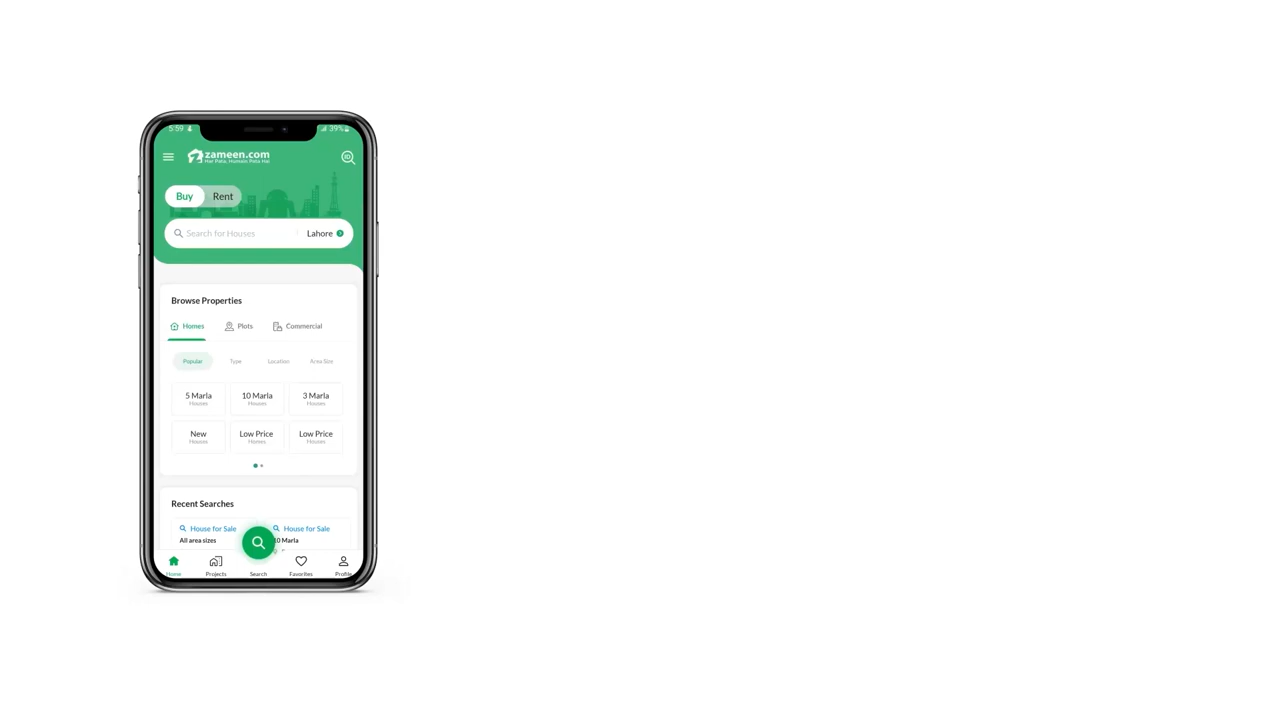 5:59 39%
zameen.com
Har Pata, Humain Pata Hai
ID
Buy Rent
Search for Houses Lahore
Browse Properties
Homes Plots Commercial
Popular Type Location Area Size
5 Marla 10 Marla 3 Marla
Houses Houses Houses
New Low Price Low Price
Houses Homes Houses
Recent Searches
House for Sale House for Sale
All area sizes 10 Marla
Home Projects Search Favorites Profile